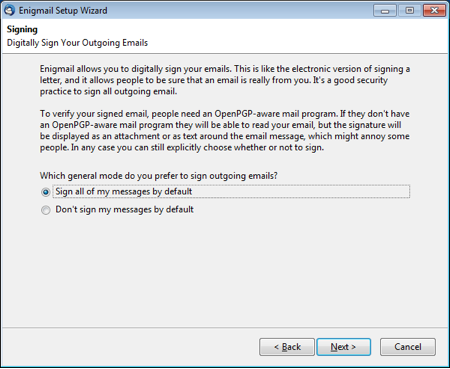 Enigmail Setup Wizard
Signing
Digitally Sign Your Outgoing Emails
Enigmail allows you to digitally sign your emails. This is like the electronic version of signing a
letter, and it allows people to be sure that an email is really from you. It's a good security
practice to sign all outgoing email.
To verify your signed email, people need an OpenPGP-aware mail program. If they don't have
an OpenPGP-aware mail program they will be able to read your email, but the signature will
be displayed as an attachment or as text around the email message, which might annoy some
people. In any case you can still explicitly choose whether or not to sign.
Which general mode do you prefer to sign outgoing emails?
Sign all of my messages by default
Don't sign my messages by default
< Back Next > Cancel